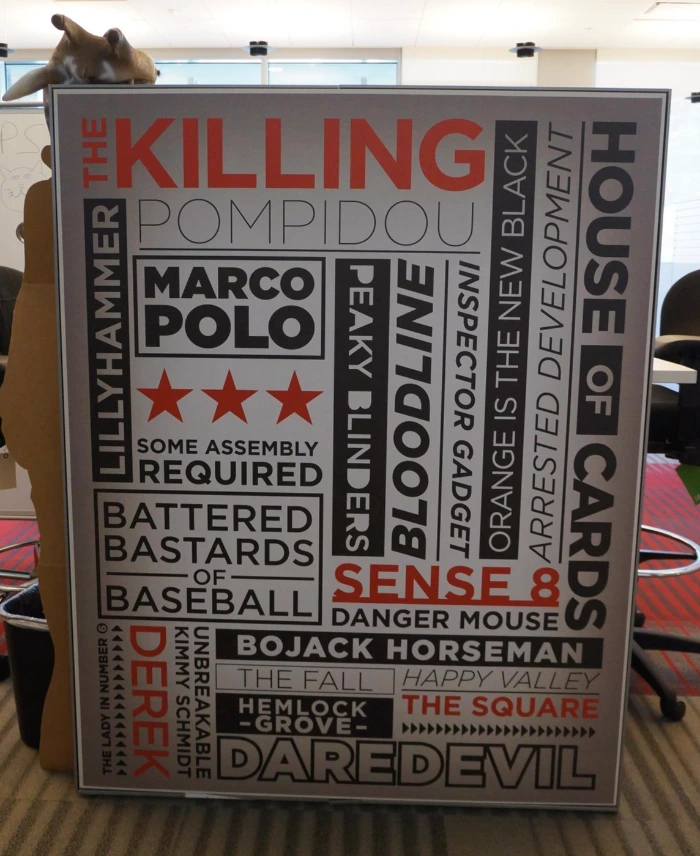 THE KILLING
POMPIDOU
LILLYHAMMER
MARCO
POLO
SOME ASSEMBLY
REQUIRED
BATTERED
BASTARDS
OF
BASEBALL
PEAKY BLINDERS
BLOODLINE
INSPECTOR GADGET
ORANGE IS THE NEW BLACK
ARRESTED DEVELOPMENT
HOUSE OF CARDS
SENSE 8
DANGER MOUSE
THE LADY IN NUMBER 6
DEREK
UNBREAKABLE
KIMMY SCHMIDT
BOJACK HORSEMAN
THE FALL
HAPPY VALLEY
HEMLOCK
-GROVE-
THE SQUARE
DAREDEVIL
PS